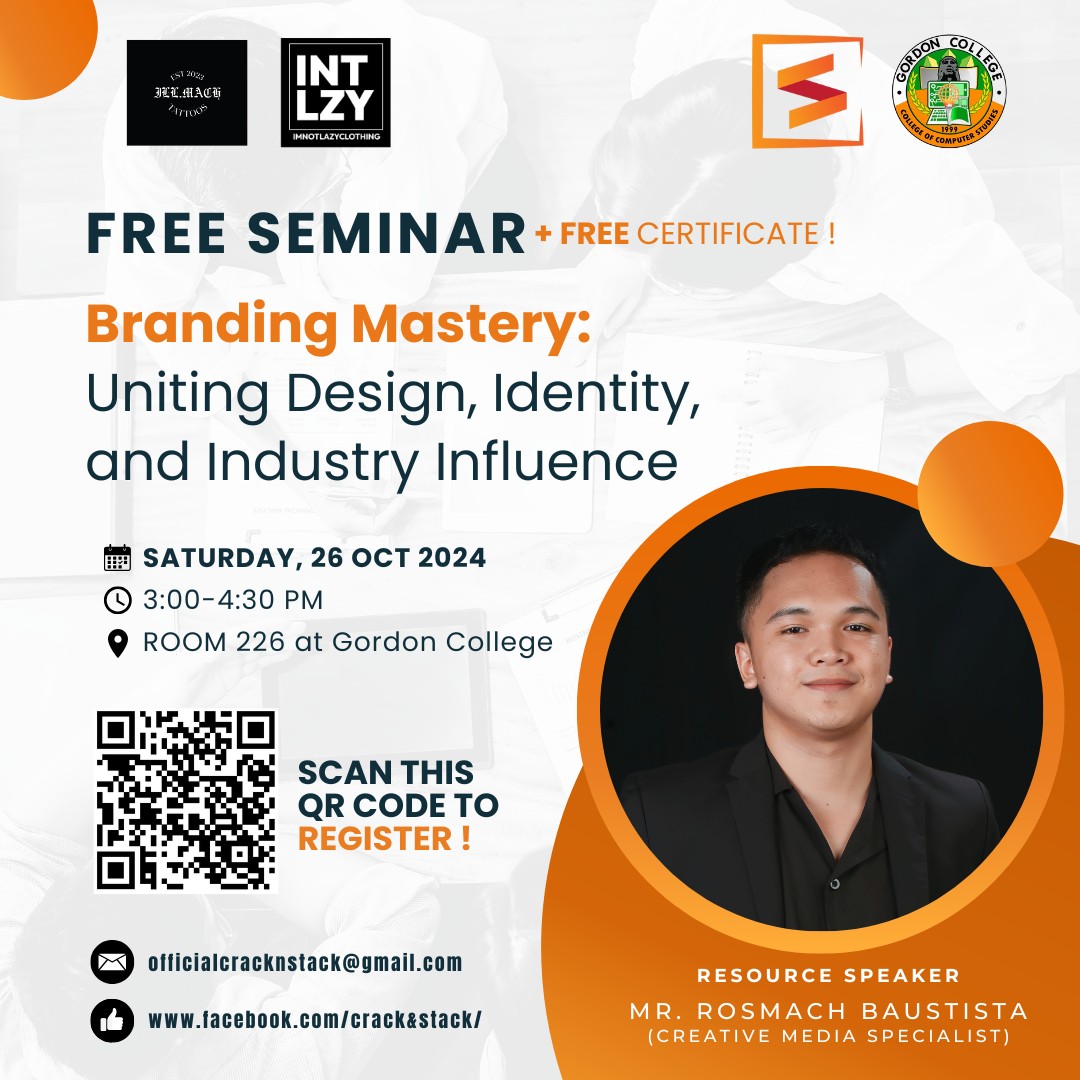 EST 2023
ILL.MACH
TATTOOS
INT
LZY
IMNOTLAZYCLOTHING
GORDON COLLEGE
1999
COLLEGE OF COMPUTER STUDIES
FREE SEMINAR + FREE CERTIFICATE !
Branding Mastery:
Uniting Design, Identity,
and Industry Influence
SATURDAY, 26 OCT 2024
3:00-4:30 PM
ROOM 226 at Gordon College
SCAN THIS
QR CODE TO
REGISTER !
officialcracknstack@gmail.com
www.facebook.com/crack&stack/
RESOURCE SPEAKER
MR. ROSMACH BAUSTISTA
(CREATIVE MEDIA SPECIALIST)